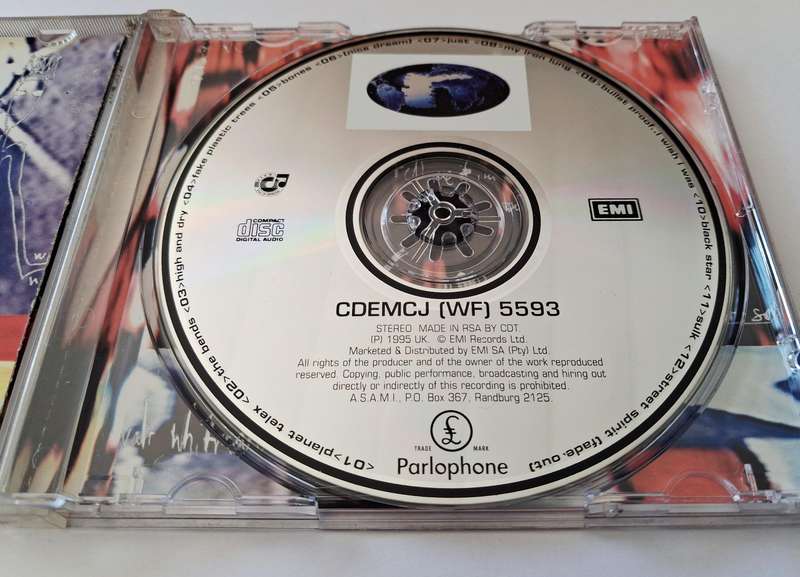 <01>planet telex <02>the bends <03>high and dry <04>fake plastic trees <05>bones <06>(nice dream) <07>just <08>my iron lung <09>bullet proof..i wish i was <10>black star <11>sulk <12>street spirit (fade out)
COMPACT
disc
DIGITAL AUDIO
EMI
CDEMCJ (WF) 5593
STEREO MADE IN RSA BY CDT.
(P) 1995 UK. © EMI Records Ltd.
Marketed & Distributed by EMI SA (Pty) Ltd.
All rights of the producer and of the owner of the work reproduced
reserved. Copying, public performance, broadcasting and hiring out
directly or indirectly of this recording is prohibited.
A.S.A.M.I., P.O. Box 367, Randburg 2125.
£
TRADE MARK
Parlophone